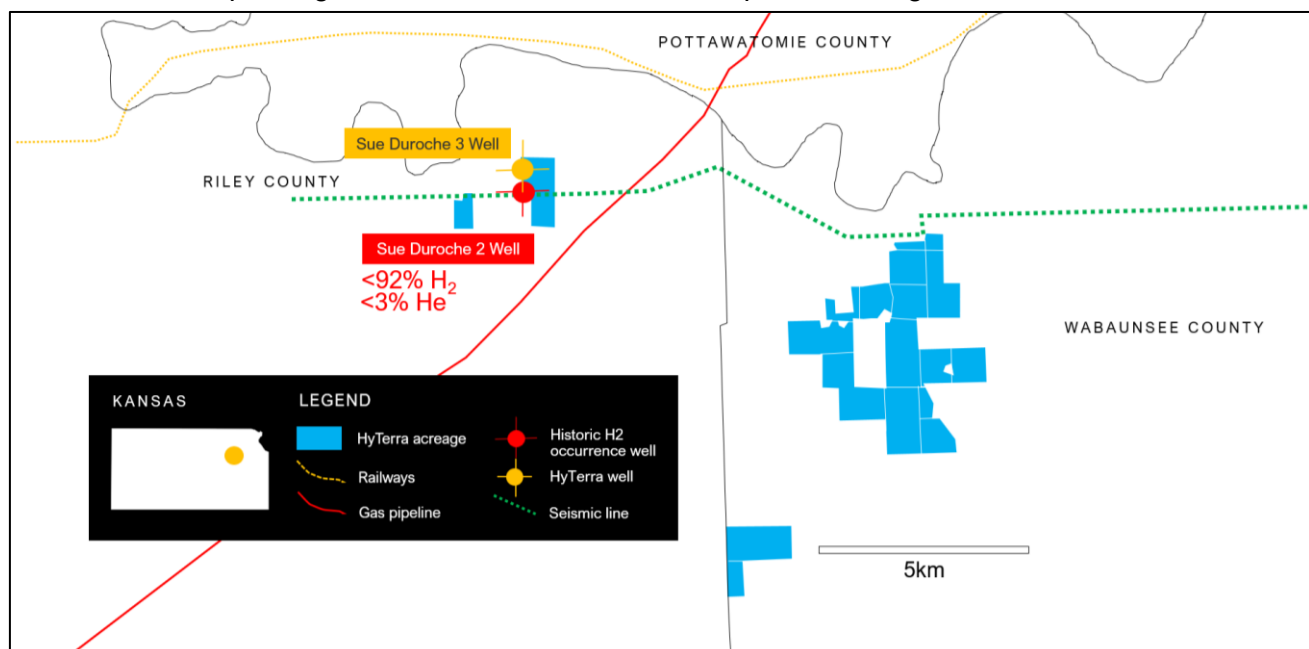 POTTAWATOMIE COUNTY
Sue Duroche 3 Well
RILEY COUNTY
Sue Duroche 2 Well
<92% H₂
<3% He
WABAUNSEE COUNTY
KANSAS
LEGEND
HyTerra acreage
Railways
Gas pipeline
Historic H2
occurrence well
HyTerra well
Seismic line
5km